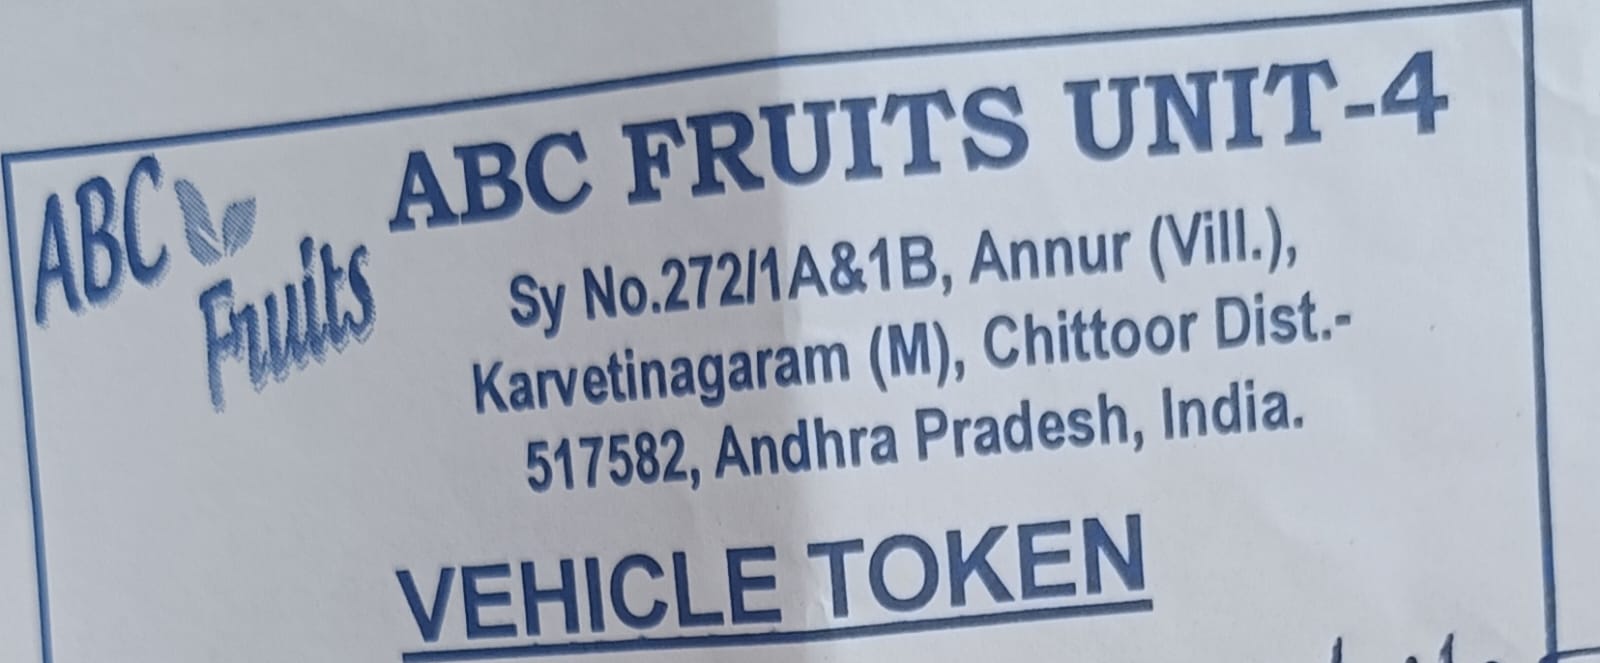 ABC Fruits
ABC FRUITS UNIT-4
Sy No.272/1A&1B, Annur (Vill.),
Karvetinagaram (M), Chittoor Dist.-
517582, Andhra Pradesh, India.
VEHICLE TOKEN